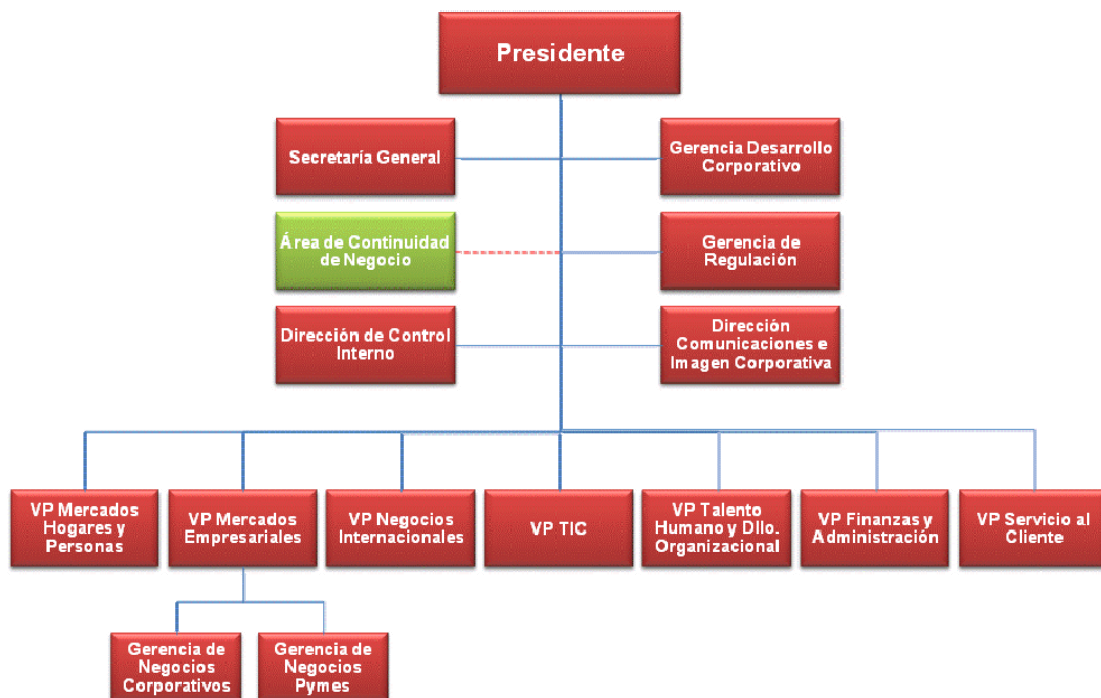 Presidente
Secretaría General
Gerencia Desarrollo
Corporativo
Área de Continuidad
de Negocio
Gerencia de
Regulación
Dirección de Control
Interno
Dirección
Comunicaciones e
Imagen Corporativa
VP Mercados
Hogares y
Personas
VP Mercados
Empresariales
VP Negocios
Internacionales
VP TIC
VP Talento
Humano y Dllo.
Organizacional
VP Finanzas y
Administración
VP Servicio al
Cliente
Gerencia de
Negocios
Corporativos
Gerencia de
Negocios
Pymes